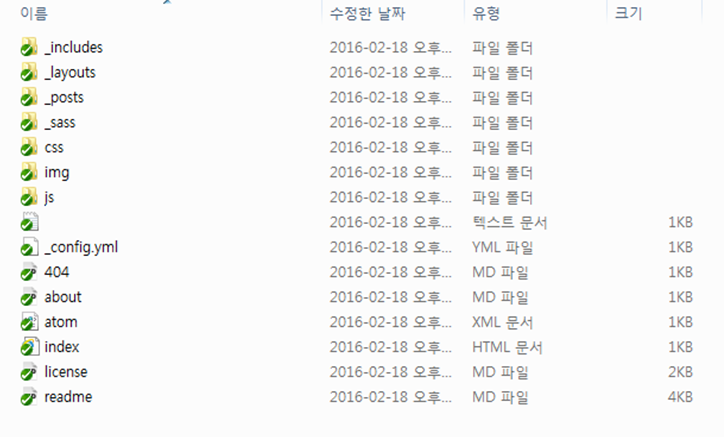 이름 수정한 날짜 유형 크기
_includes 2016-02-18 오후... 파일 폴더
_layouts 2016-02-18 오후... 파일 폴더
_posts 2016-02-18 오후... 파일 폴더
_sass 2016-02-18 오후... 파일 폴더
css 2016-02-18 오후... 파일 폴더
img 2016-02-18 오후... 파일 폴더
js 2016-02-18 오후... 파일 폴더
2016-02-18 오후... 텍스트 문서 1KB
_config.yml 2016-02-18 오후... YML 파일 1KB
404 2016-02-18 오후... MD 파일 1KB
about 2016-02-18 오후... MD 파일 1KB
atom 2016-02-18 오후... XML 문서 1KB
index 2016-02-18 오후... HTML 문서 1KB
license 2016-02-18 오후... MD 파일 2KB
readme 2016-02-18 오후... MD 파일 4KB